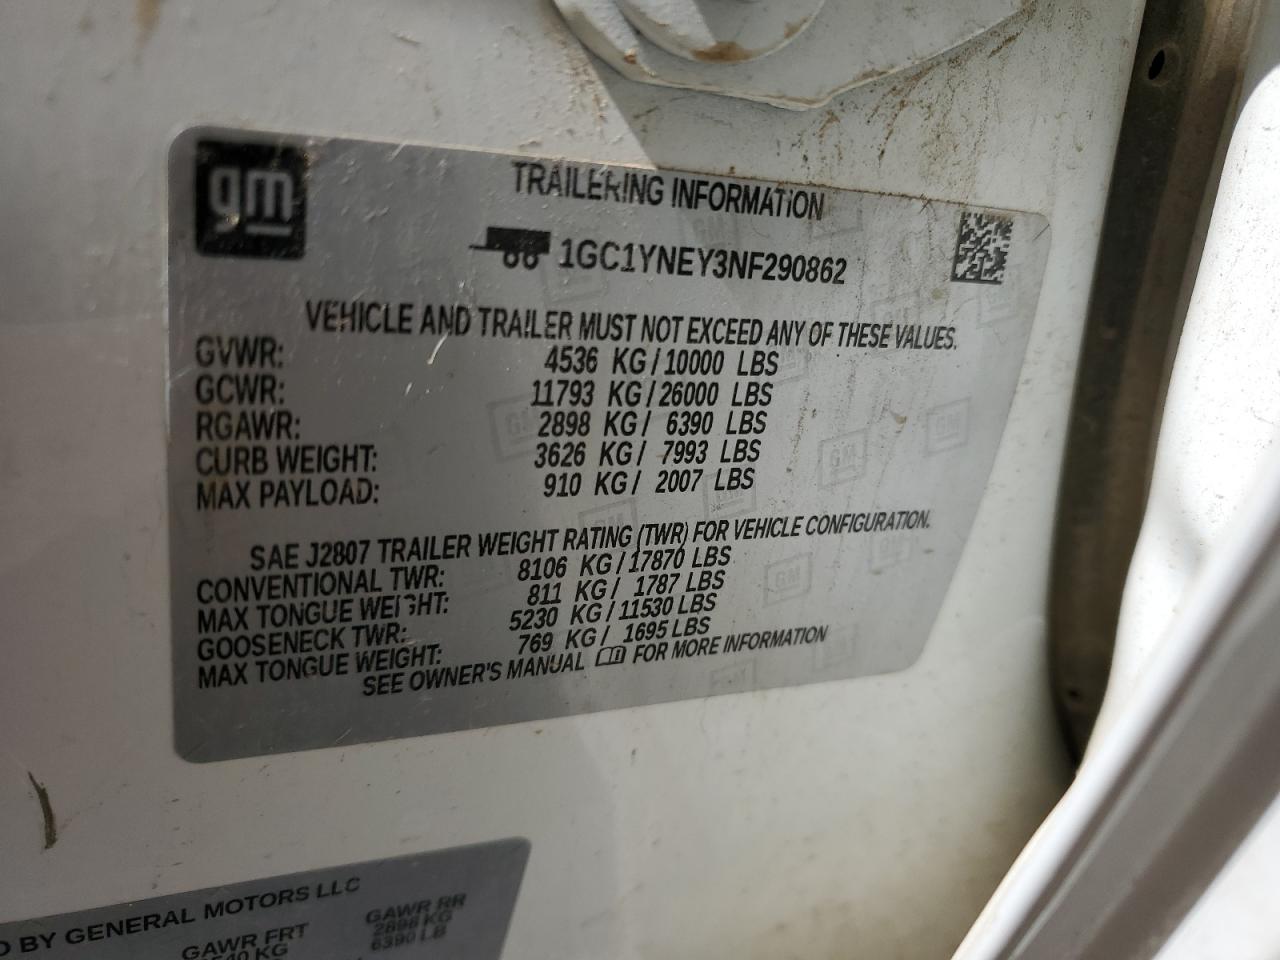 gm
TRAILERING INFORMATION
1GC1YNEY3NF290862
VEHICLE AND TRAILER MUST NOT EXCEED ANY OF THESE VALUES.
GVWR: 4536 KG/10000 LBS
GCWR: 11793 KG/26000 LBS
RGAWR: 2898 KG/ 6390 LBS
CURB WEIGHT: 3626 KG/ 7993 LBS
MAX PAYLOAD: 910 KG/ 2007 LBS
SAE J2807 TRAILER WEIGHT RATING (TWR) FOR VEHICLE CONFIGURATION.
CONVENTIONAL TWR: 8106 KG/17870 LBS
MAX TONGUE WEIGHT: 811 KG/ 1787 LBS
GOOSENECK TWR: 5230 KG/11530 LBS
MAX TONGUE WEIGHT: 769 KG/ 1695 LBS
SEE OWNER'S MANUAL FOR MORE INFORMATION
BY GENERAL MOTORS LLC
GAWR FRT GAWR RR
KG 2898 KG
6390 LB